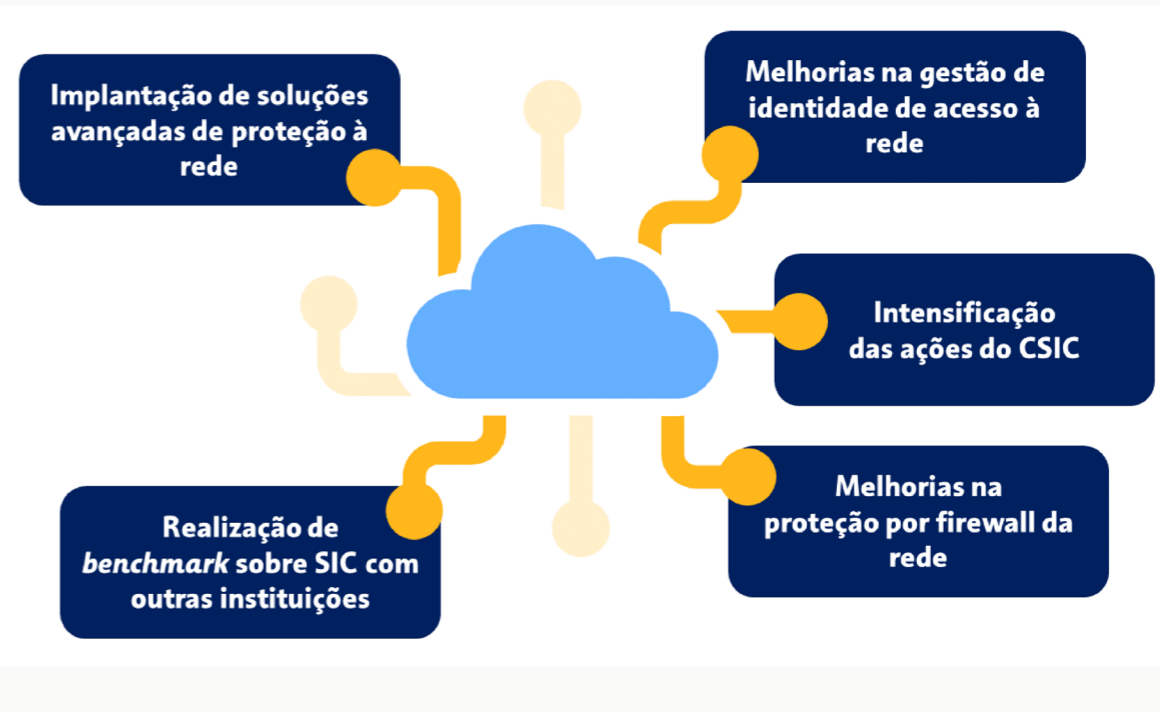 Implantação de soluções
avançadas de proteção à
rede
Melhorias na gestão de
identidade de acesso à
rede
Intensificação
das ações do CSIC
Melhorias na
proteção por firewall da
rede
Realização de
benchmark sobre SIC com
outras instituições